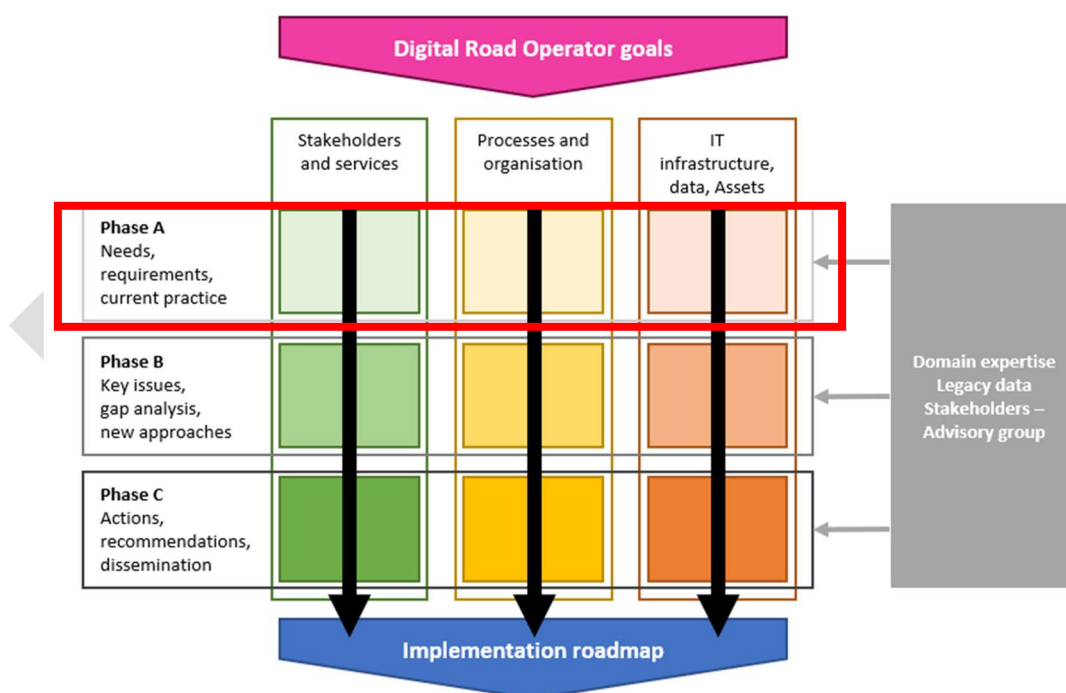 Digital Road Operator goals
Stakeholders
and services
Processes and
organisation
IT
infrastructure,
data, Assets
Phase A
Needs,
requirements,
current practice
Phase B
Key issues,
gap analysis,
new approaches
Phase C
Actions,
recommendations,
dissemination
Domain expertise
Legacy data
Stakeholders –
Advisory group
Implementation roadmap